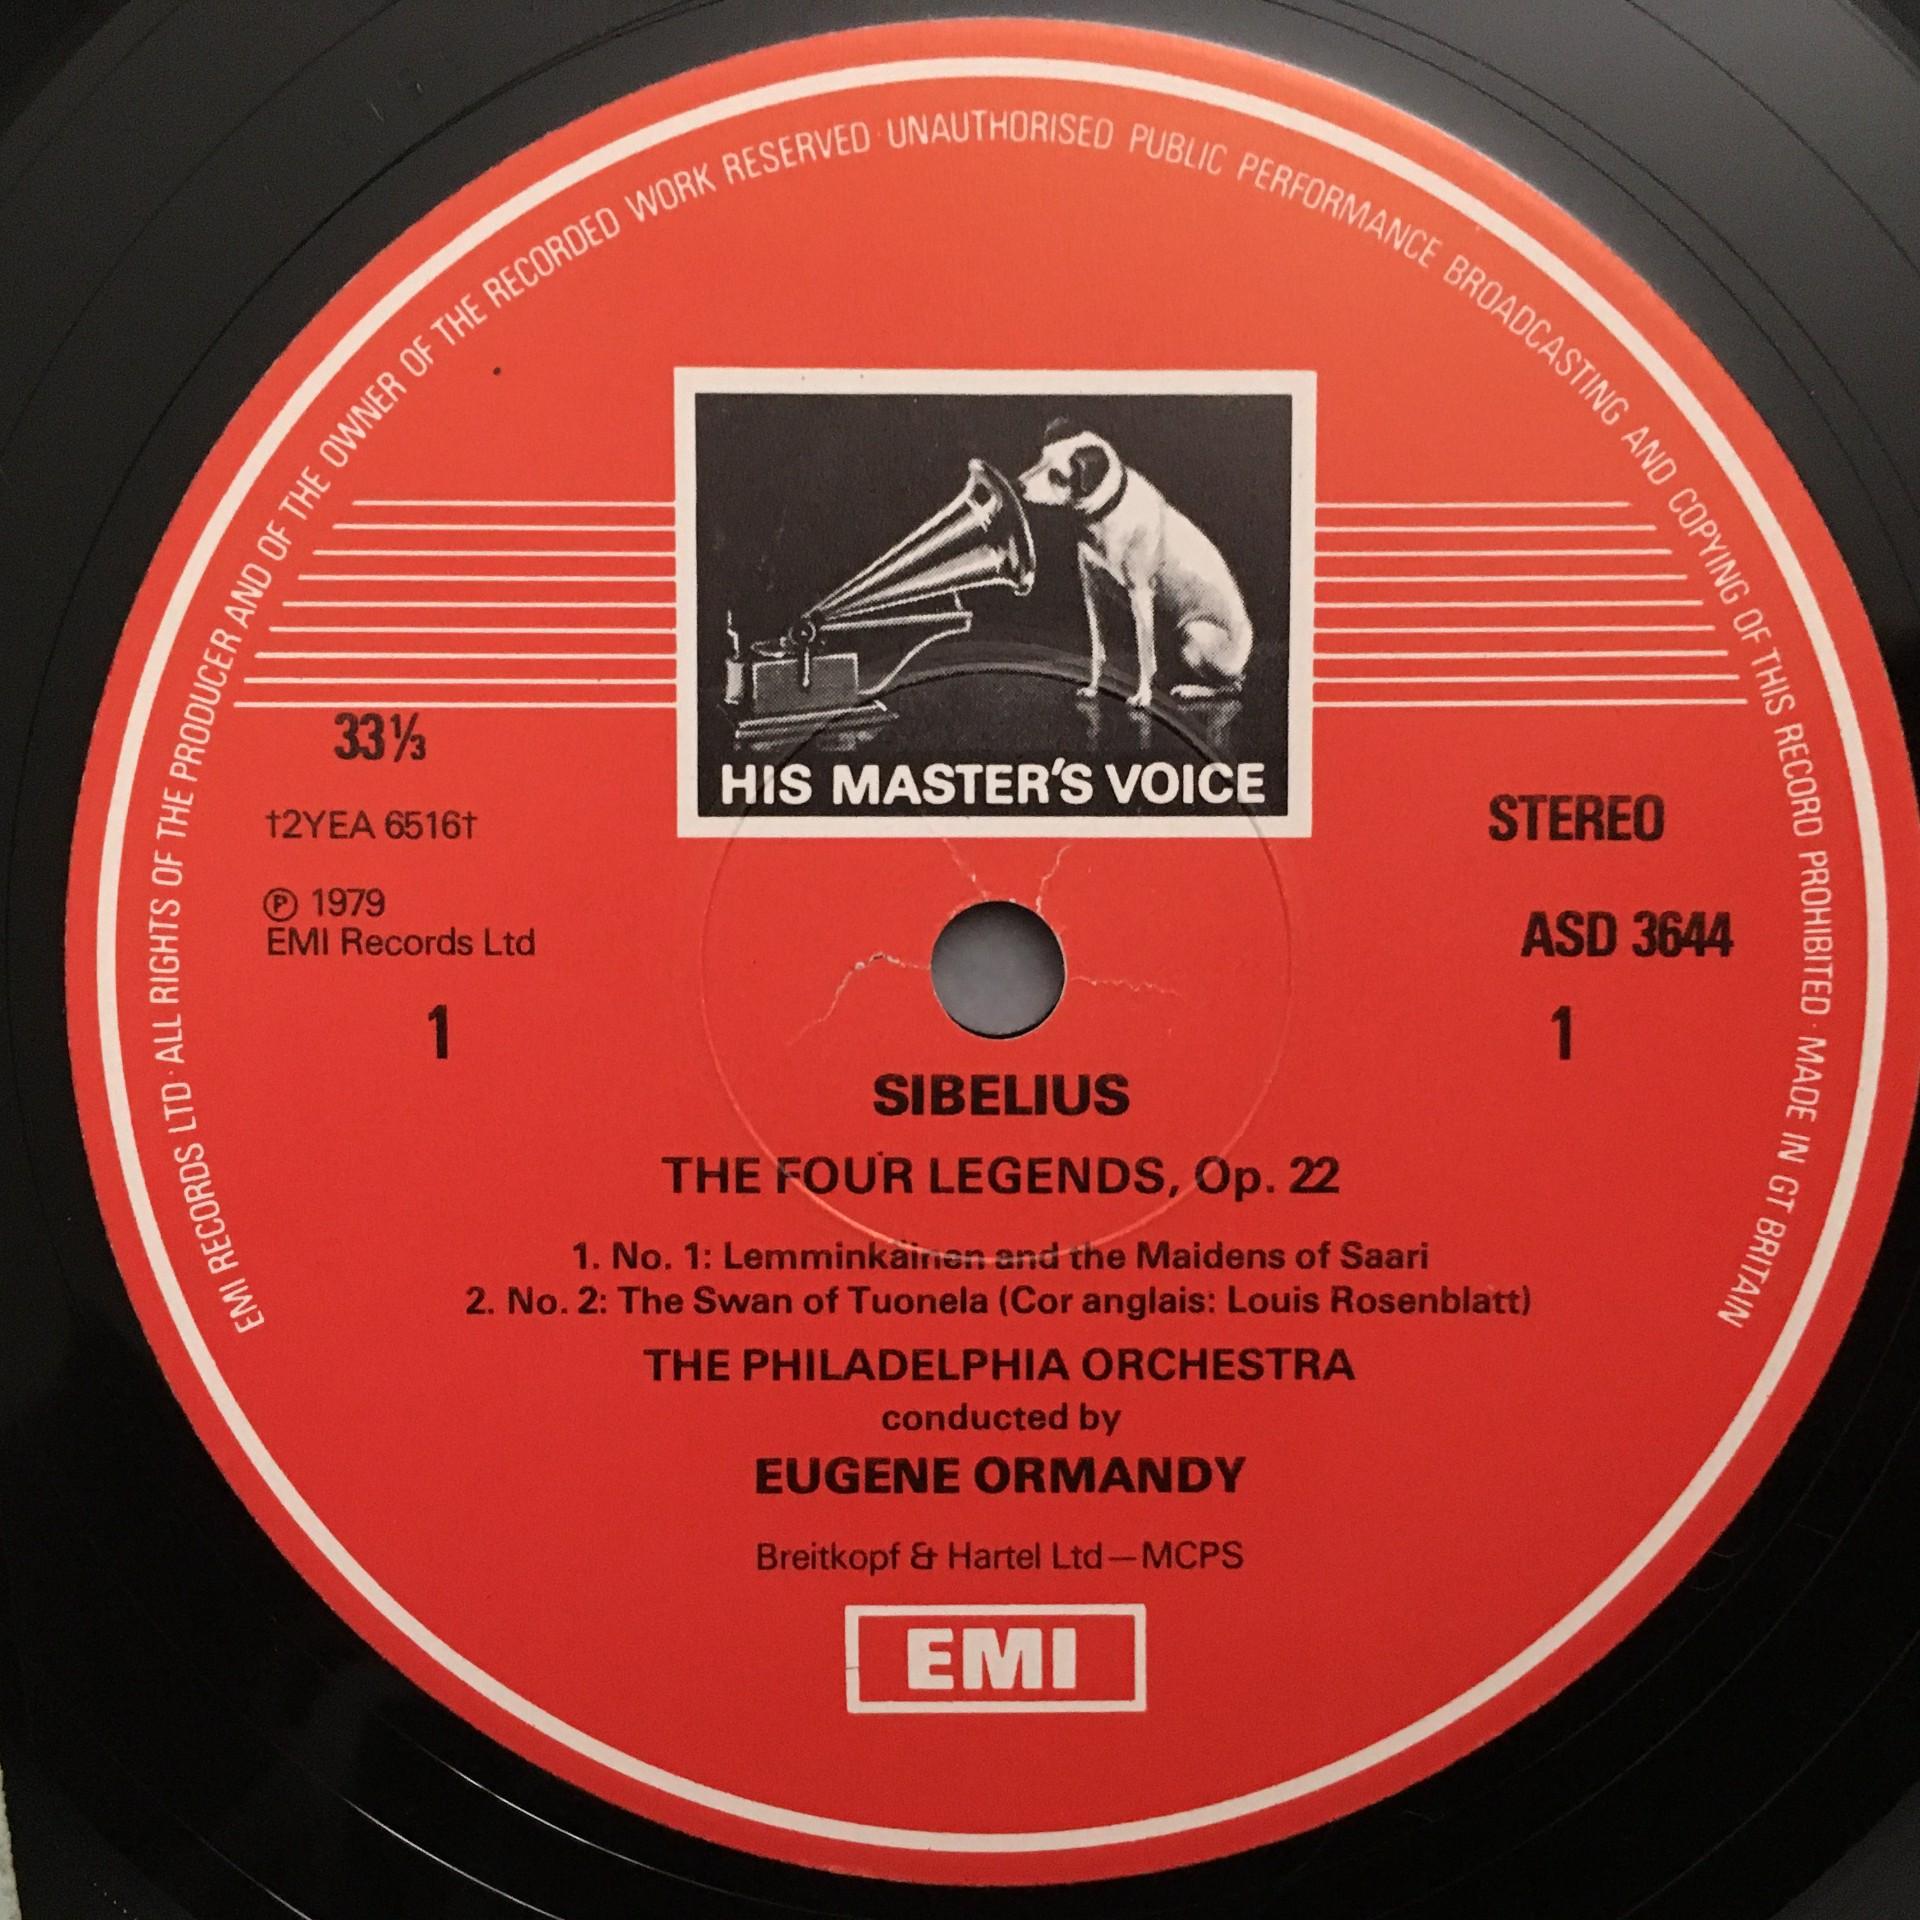 EMI RECORDS LTD · ALL RIGHTS OF THE PRODUCER AND OF THE OWNER OF THE RECORDED WORK RESERVED · UNAUTHORISED PUBLIC PERFORMANCE BROADCASTING AND COPYING OF THIS RECORD PROHIBITED · MADE IN GT BRITAIN
HIS MASTER'S VOICE
33⅓
†2YEA 6516†
℗ 1979
EMI Records Ltd
1
STEREO
ASD 3644
1
SIBELIUS
THE FOUR LEGENDS, Op. 22
1. No. 1: Lemminkäinen and the Maidens of Saari
2. No. 2: The Swan of Tuonela (Cor anglais: Louis Rosenblatt)
THE PHILADELPHIA ORCHESTRA
conducted by
EUGENE ORMANDY
Breitkopf & Hartel Ltd—MCPS
EMI